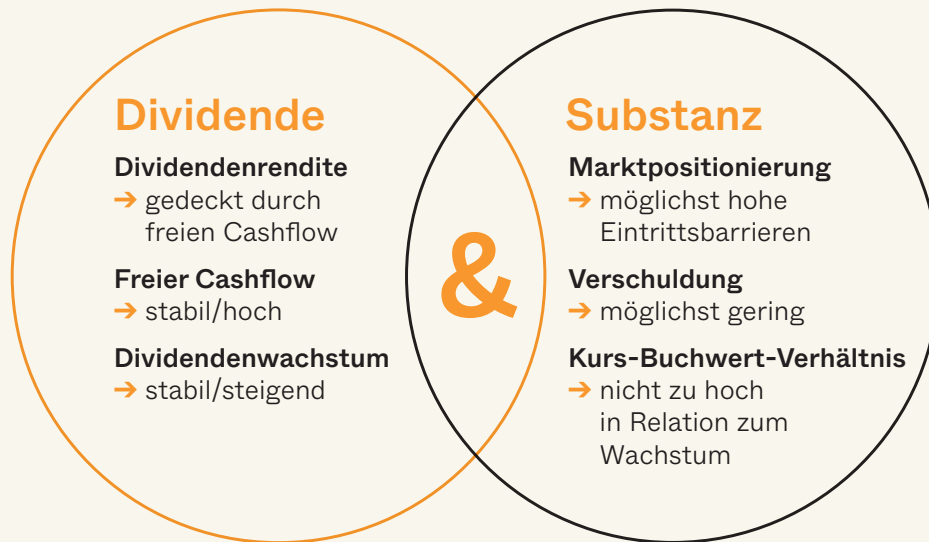 Dividende
Dividendenrendite
➔ gedeckt durch
freien Cashflow
Freier Cashflow
➔ stabil/hoch
Dividendenwachstum
➔ stabil/steigend
&
Substanz
Marktpositionierung
➔ möglichst hohe
Eintrittsbarrieren
Verschuldung
➔ möglichst gering
Kurs-Buchwert-Verhältnis
➔ nicht zu hoch
in Relation zum
Wachstum